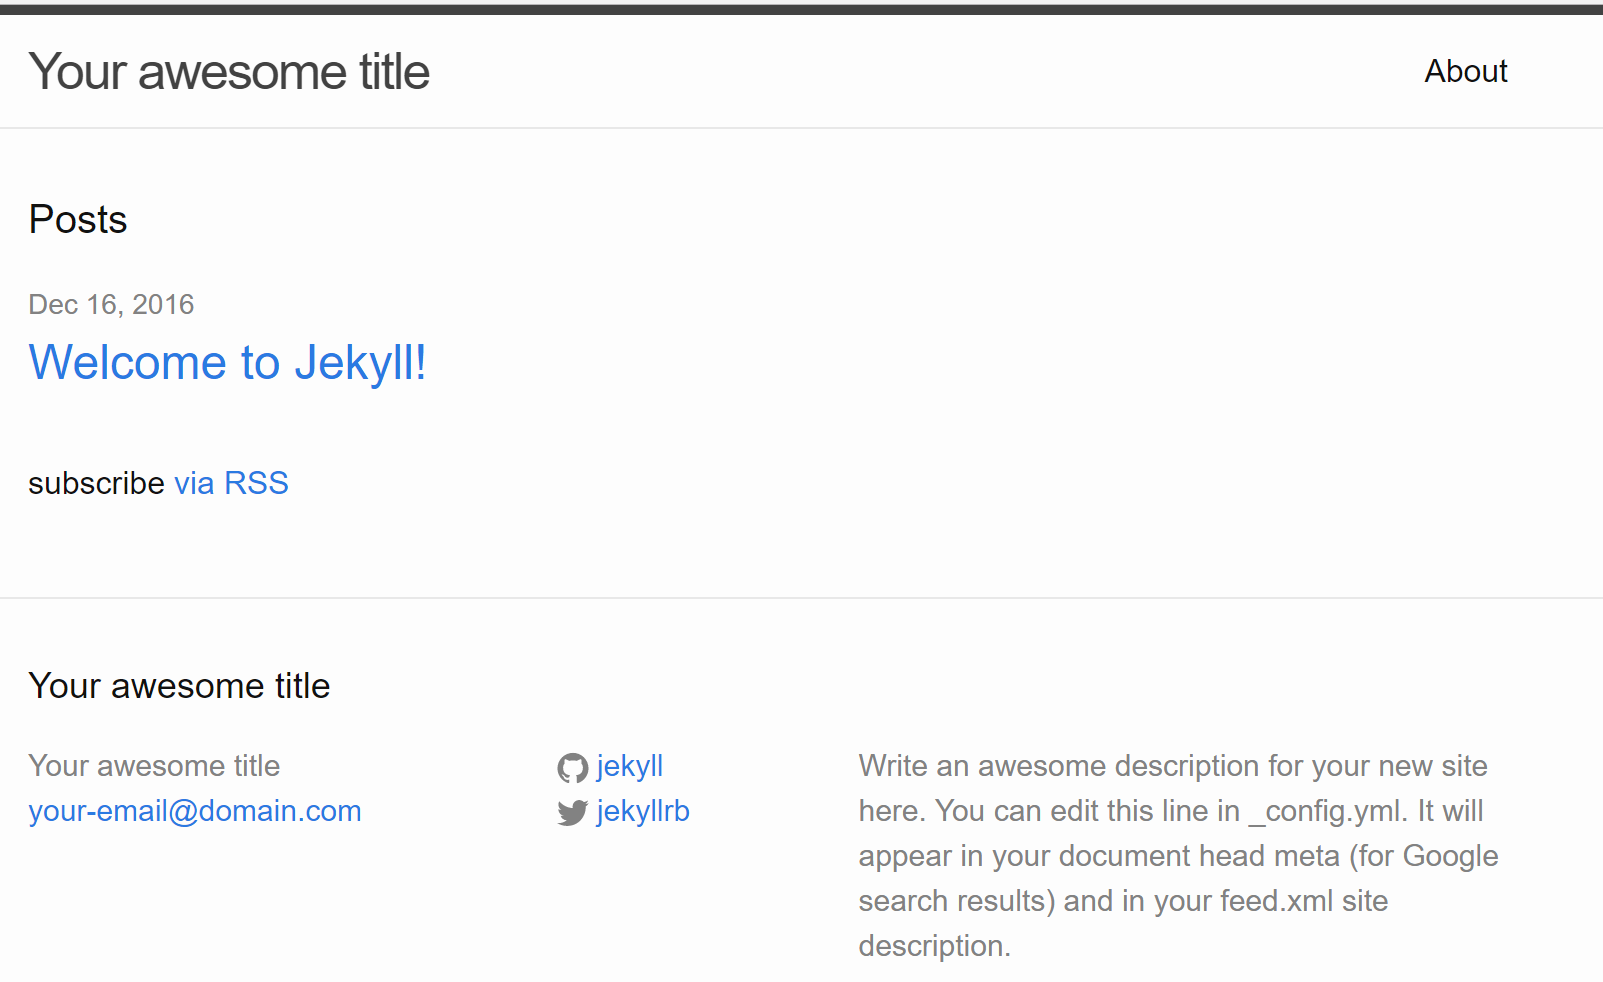 Your awesome title
About
Posts
Dec 16, 2016
Welcome to Jekyll!
subscribe via RSS
Your awesome title
Your awesome title
your-email@domain.com
jekyll
jekyllrb
Write an awesome description for your new site
here. You can edit this line in _config.yml. It will
appear in your document head meta (for Google
search results) and in your feed.xml site
description.